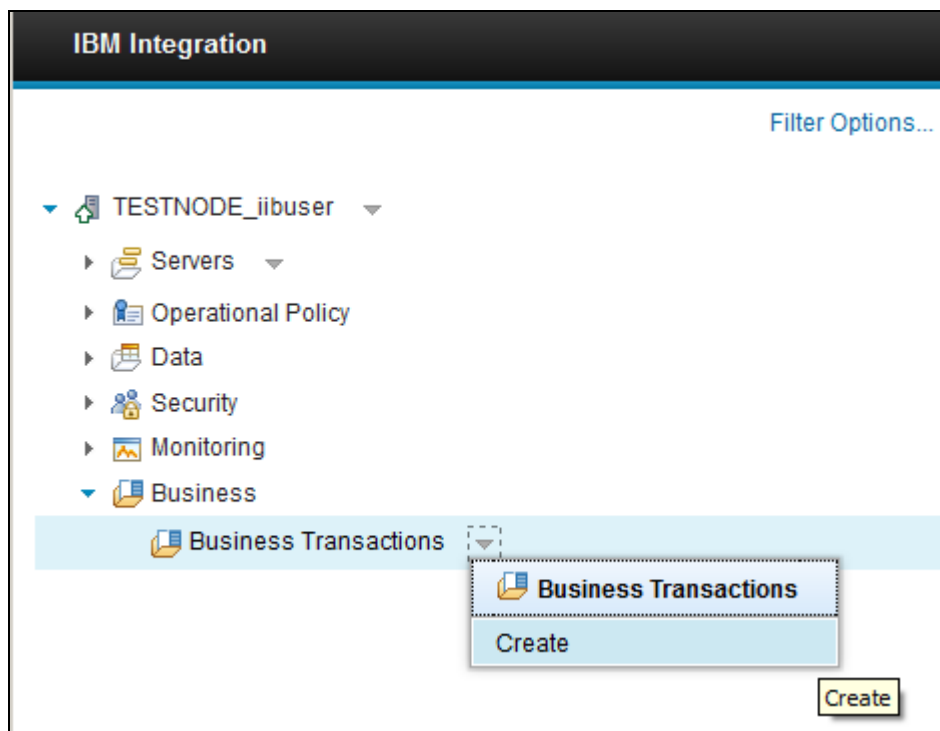 IBM Integration
Filter Options...
TESTNODE_iibuser
Servers
Operational Policy
Data
Security
Monitoring
Business
Business Transactions
Business Transactions
Create
Create